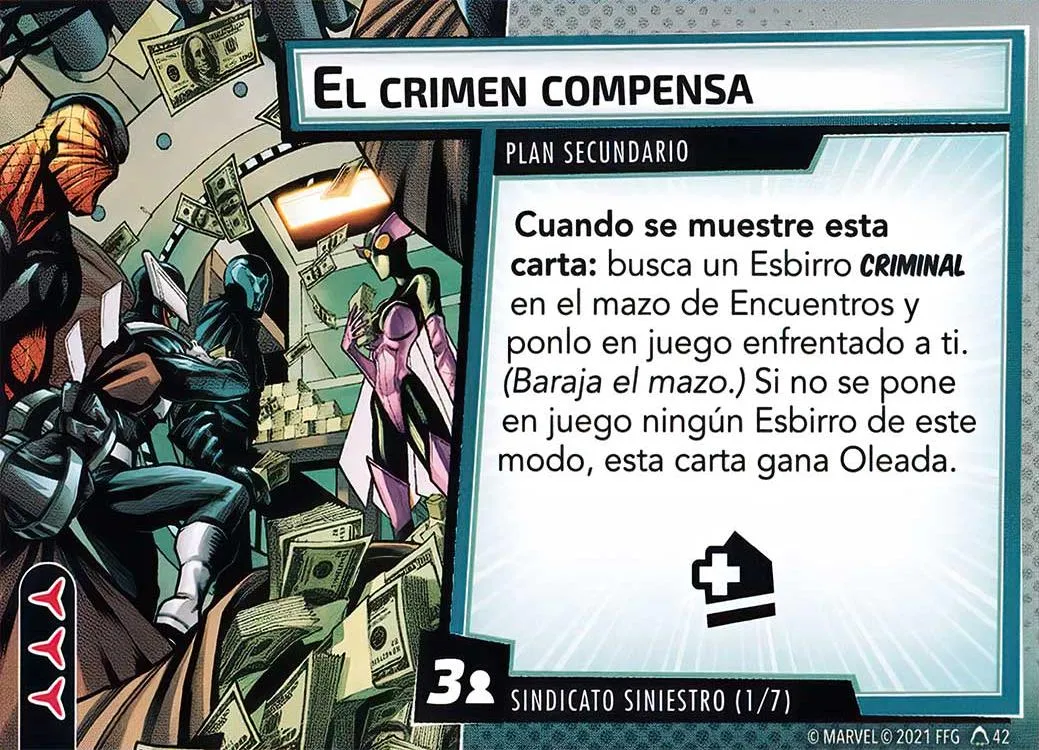 El crimen compensa
PLAN SECUNDARIO
Cuando se muestre esta
carta: busca un Esbirro CRIMINAL
en el mazo de Encuentros y
ponlo en juego enfrentado a ti.
(Baraja el mazo.) Si no se pone
en juego ningún Esbirro de este
modo, esta carta gana Oleada.
3
SINDICATO SINIESTRO (1/7)
© MARVEL © 2021 FFG 42